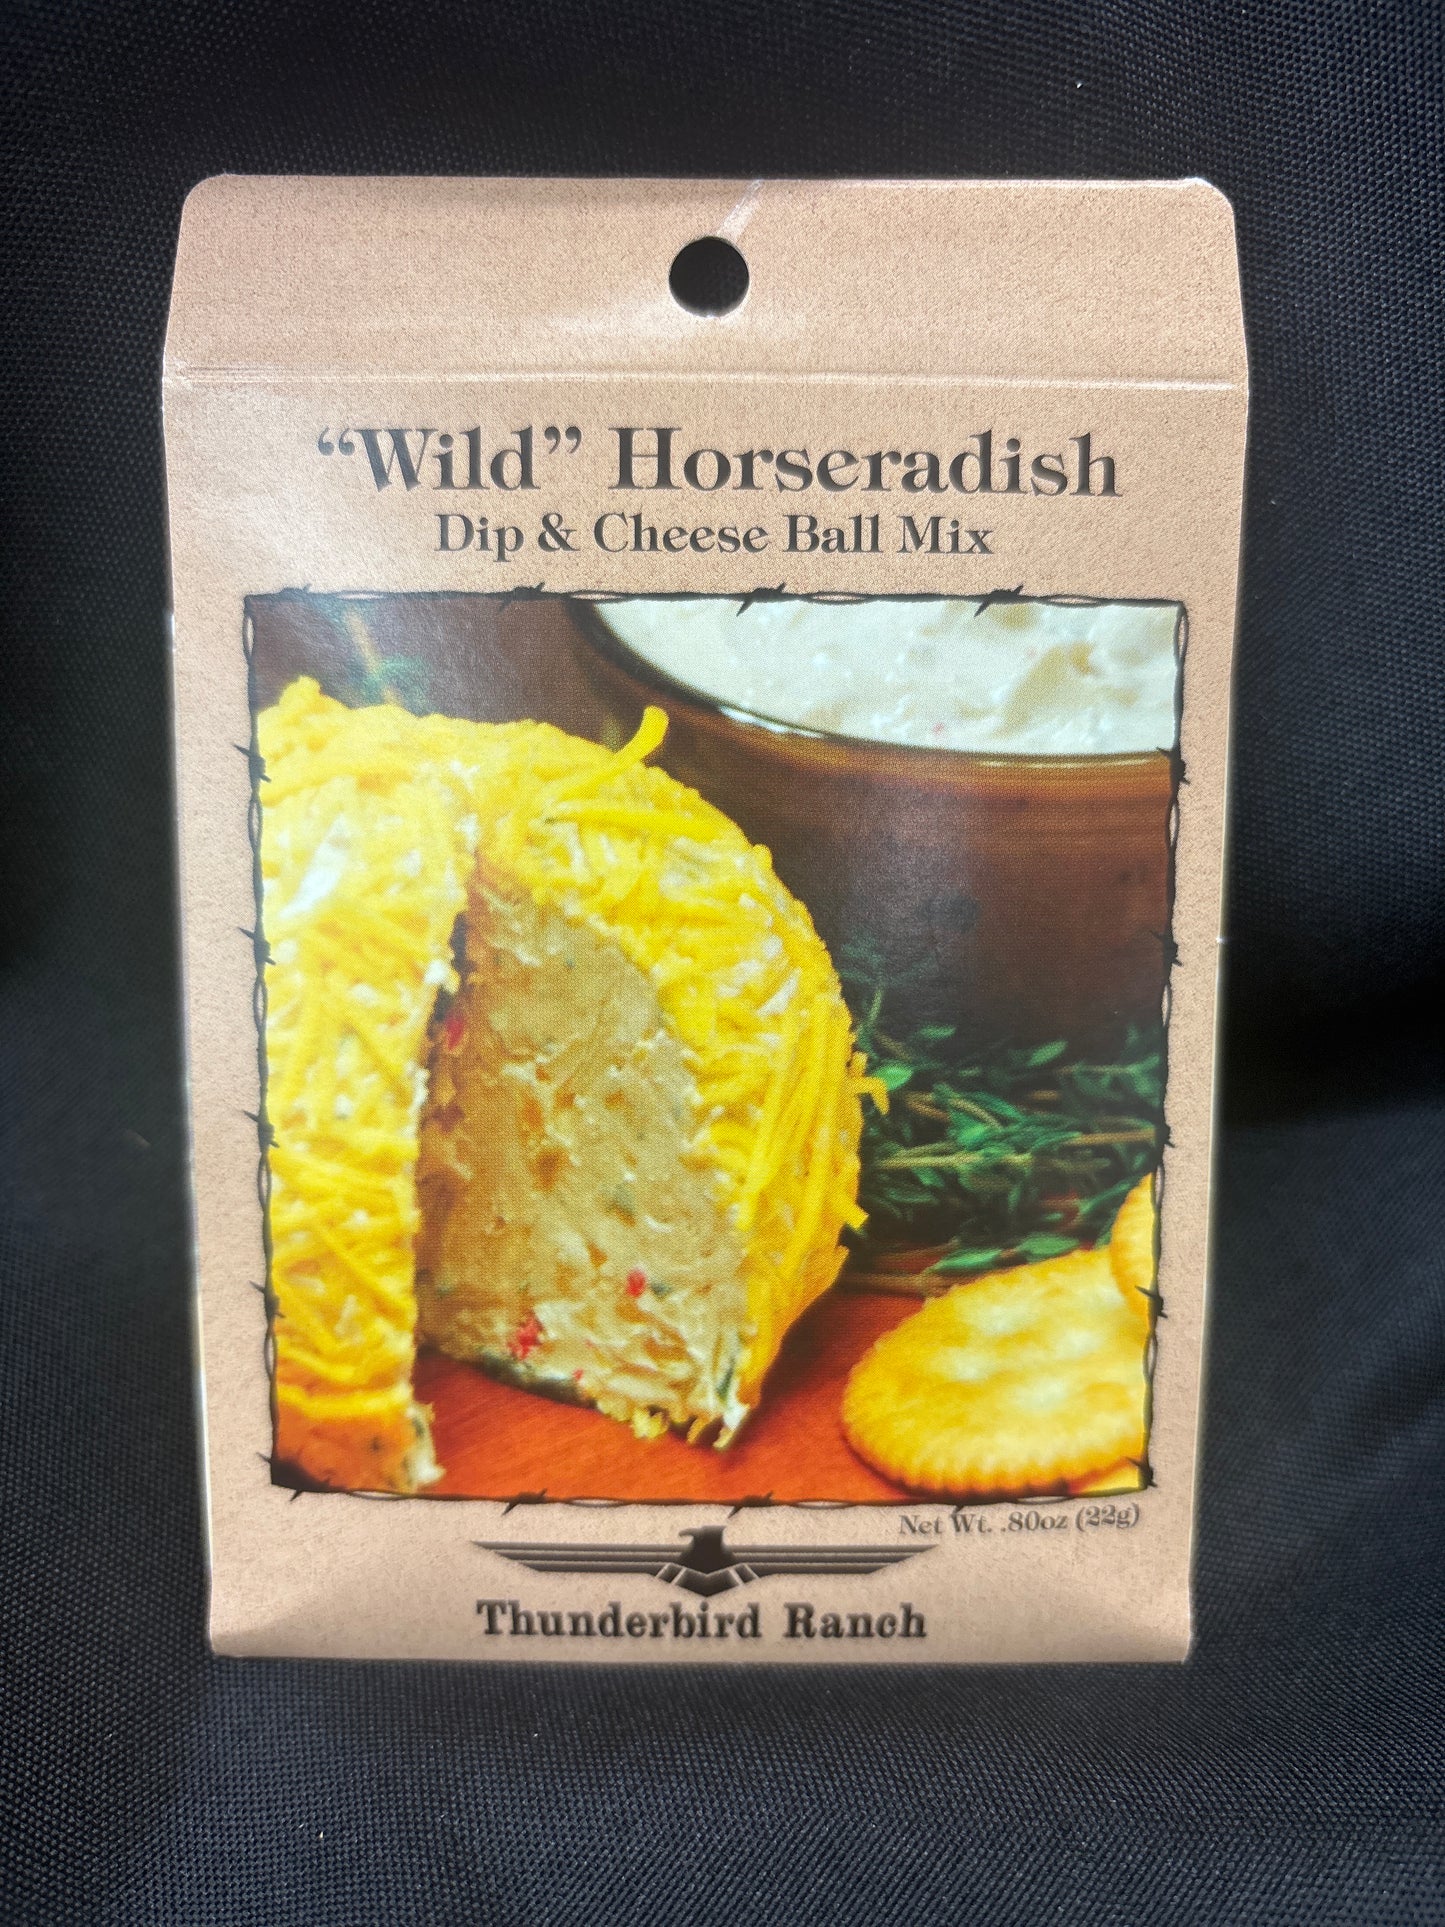 “Wild” Horseradish
Dip & Cheese Ball Mix
Net Wt. .80oz (22g)
Thunderbird Ranch